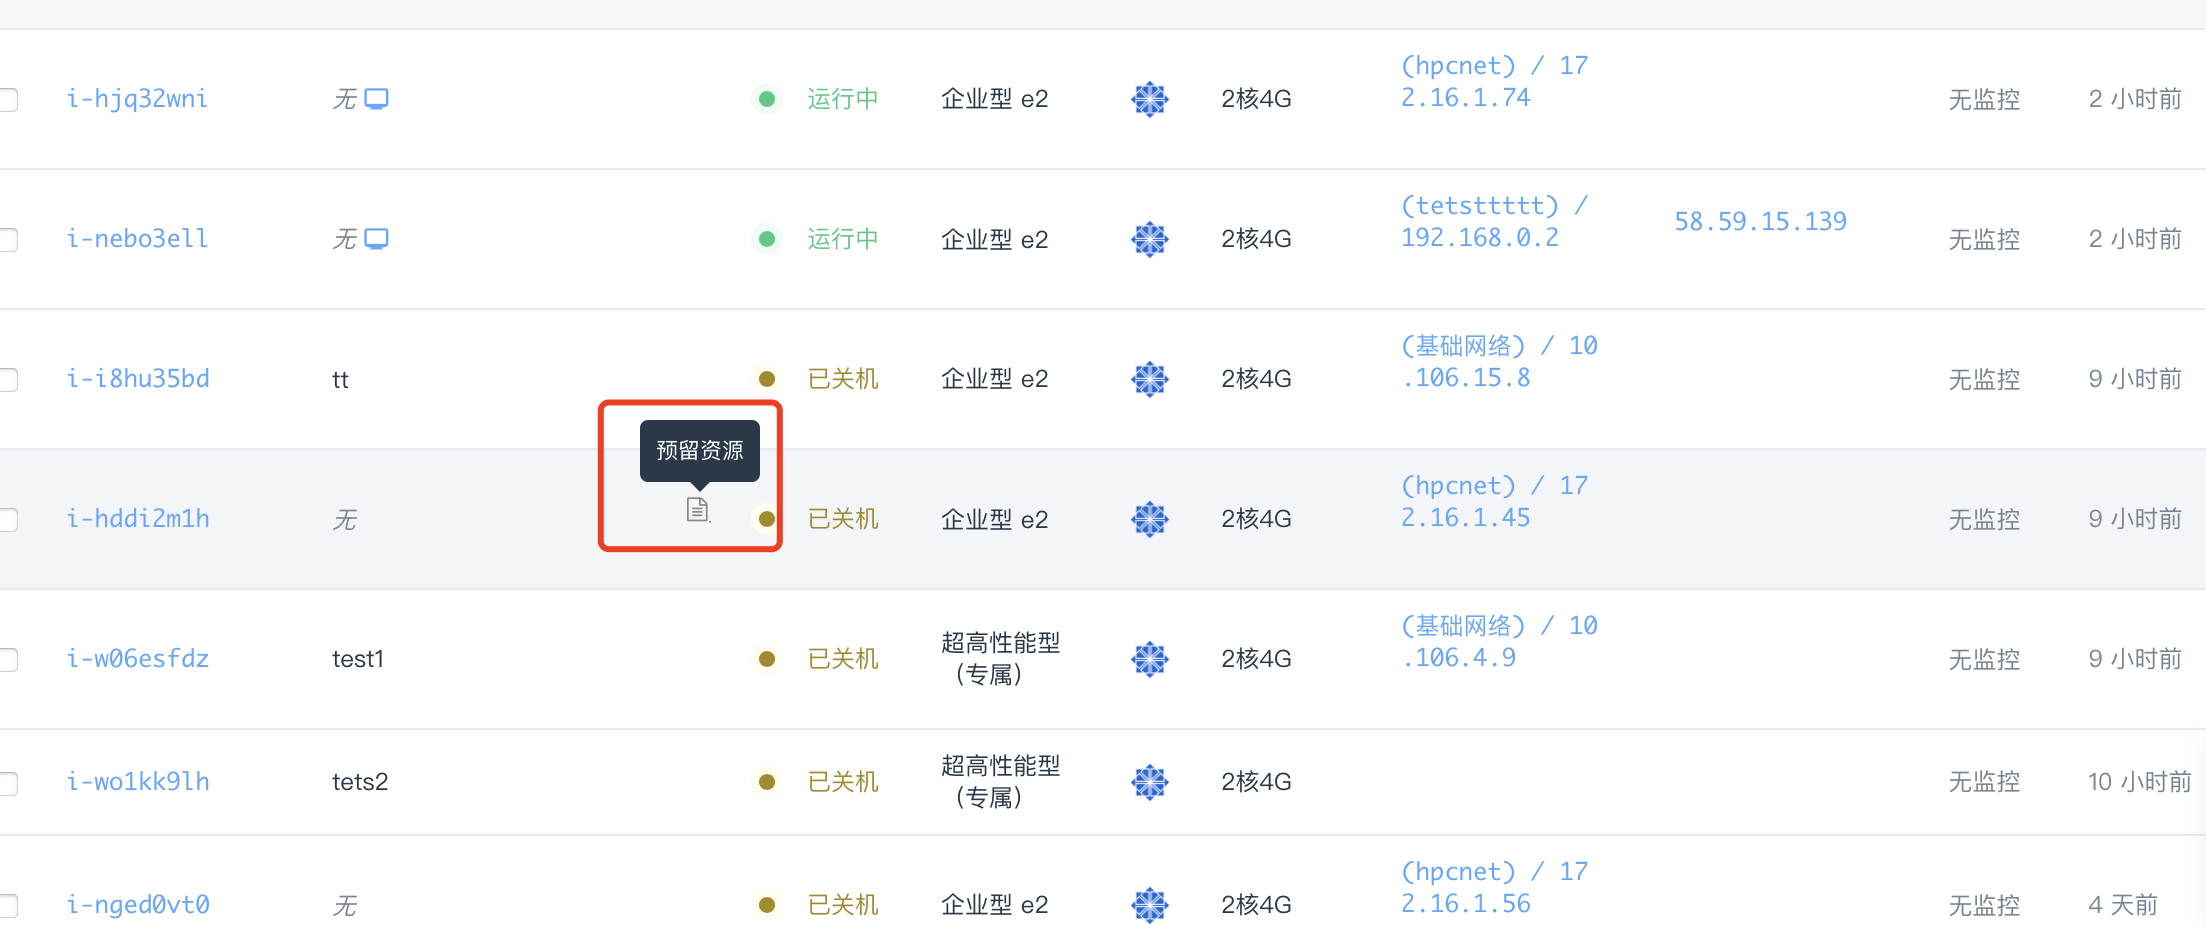 i-hjq32wni 无 运行中 企业型 e2 2核4G (hpcnet) / 17
2.16.1.74 无监控 2 小时前
i-nebo3ell 无 运行中 企业型 e2 2核4G (tetsttttt) /
192.168.0.2 58.59.15.139 无监控 2 小时前
i-i8hu35bd tt 已关机 企业型 e2 2核4G (基础网络) / 10
.106.15.8 无监控 9 小时前
预留资源
i-hddi2m1h 无 已关机 企业型 e2 2核4G (hpcnet) / 17
2.16.1.45 无监控 9 小时前
i-w06esfdz test1 已关机 超高性能型
（专属） 2核4G (基础网络) / 10
.106.4.9 无监控 9 小时前
i-wo1kk9lh tets2 已关机 超高性能型
（专属） 2核4G 无监控 10 小时前
i-nged0vt0 无 已关机 企业型 e2 2核4G (hpcnet) / 17
2.16.1.56 无监控 4 天前